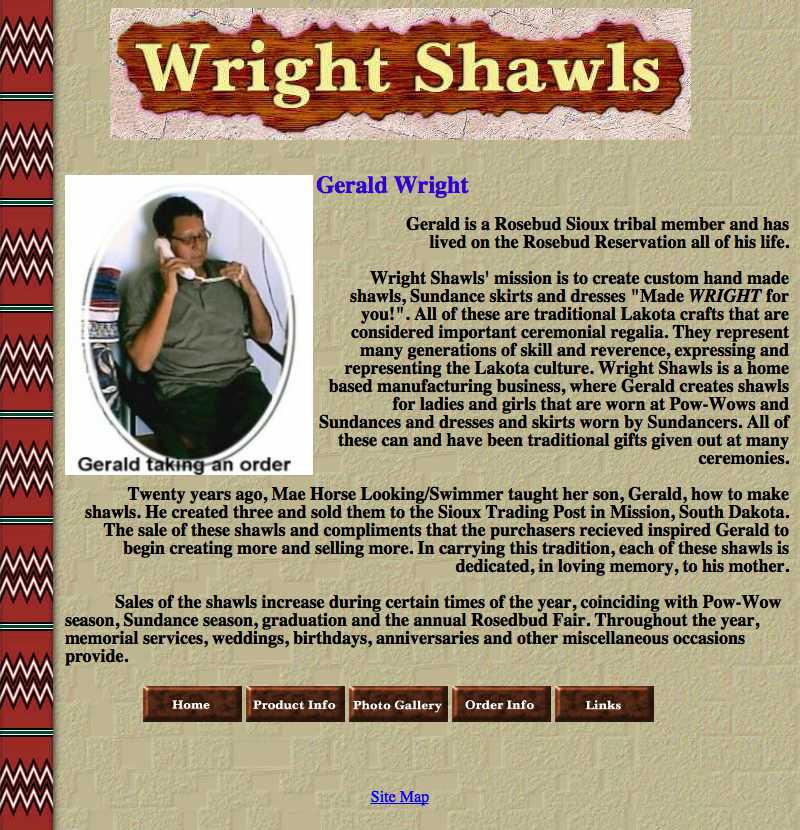 Wright Shawls
Gerald Wright
Gerald is a Rosebud Sioux tribal member and has
lived on the Rosebud Reservation all of his life.
Wright Shawls' mission is to create custom hand made
shawls, Sundance skirts and dresses "Made WRIGHT for
you!". All of these are traditional Lakota crafts that are
considered important ceremonial regalia. They represent
many generations of skill and reverence, expressing and
representing the Lakota culture. Wright Shawls is a home
based manufacturing business, where Gerald creates shawls
for ladies and girls that are worn at Pow-Wows and
Sundances and dresses and skirts worn by Sundancers. All of
these can and have been traditional gifts given out at many
ceremonies.
Gerald taking an order
Twenty years ago, Mae Horse Looking/Swimmer taught her son, Gerald, how to make
shawls. He created three and sold them to the Sioux Trading Post in Mission, South Dakota.
The sale of these shawls and compliments that the purchasers recieved inspired Gerald to
begin creating more and selling more. In carrying this tradition, each of these shawls is
dedicated, in loving memory, to his mother.
Sales of the shawls increase during certain times of the year, coinciding with Pow-Wow
season, Sundance season, graduation and the annual Rosedbud Fair. Throughout the year,
memorial services, weddings, birthdays, anniversaries and other miscellaneous occasions
provide.
Home Product Info Photo Gallery Order Info Links
Site Map